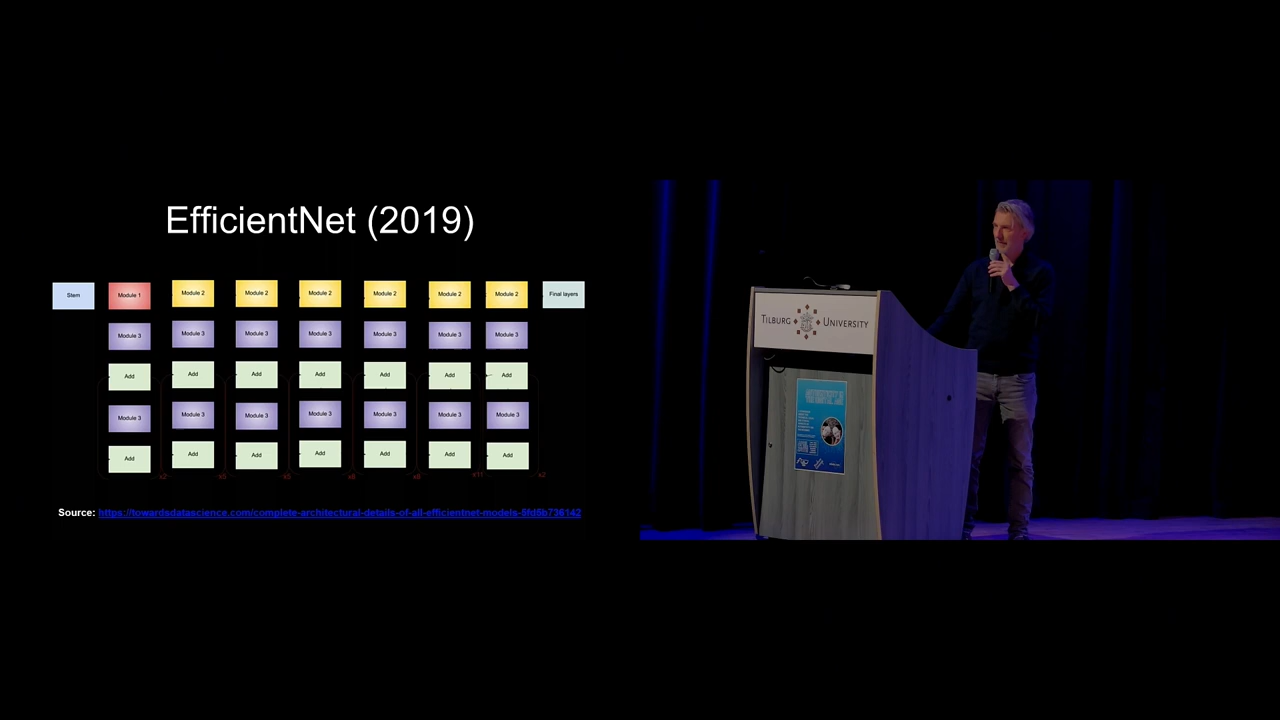 EfficientNet (2019)
Stem Module 1 Module 2 Module 2 Module 2 Module 2 Module 2 Module 2 Final layers
Module 3 Module 3 Module 3 Module 3 Module 3 Module 3 Module 3
Add Add Add Add Add Add Add
Module 3 Module 3 Module 3 Module 3 Module 3 Module 3 Module 3
Add Add Add Add Add Add Add
x2
Source: https://towardsdatascience.com/complete-architectural-details-of-all-efficientnet-models-5fd5b736142
TILBURG UNIVERSITY